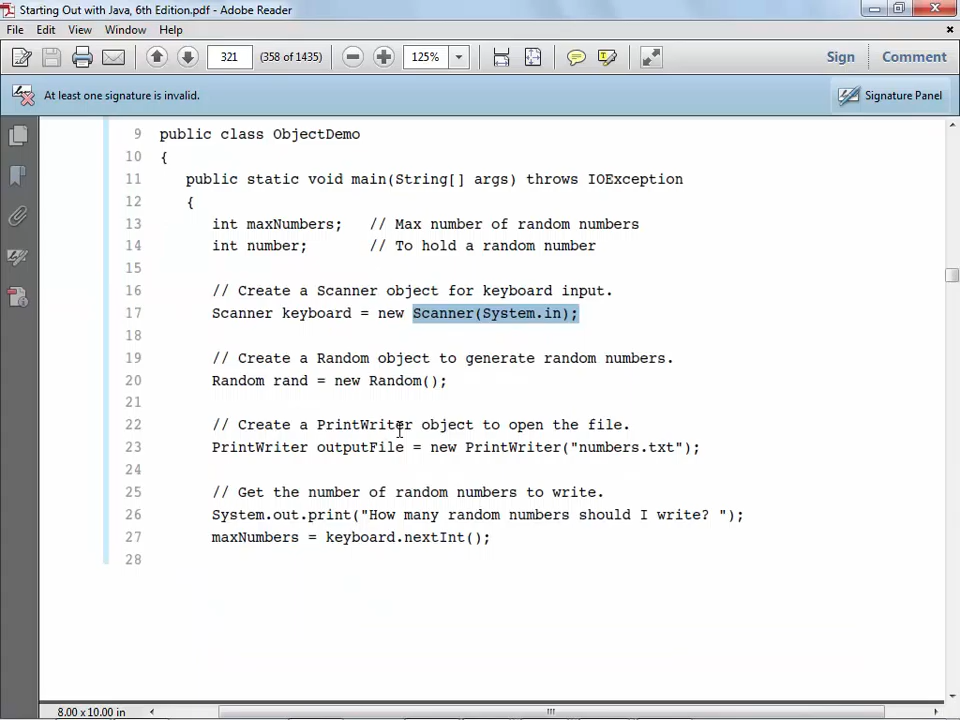 Starting Out with Java, 6th Edition.pdf - Adobe Reader
File Edit View Window Help
321 (358 of 1435) 125% Sign Comment
At least one signature is invalid. Signature Panel
9 public class ObjectDemo
10 {
11 public static void main(String[] args) throws IOException
12 {
13 int maxNumbers; // Max number of random numbers
14 int number; // To hold a random number
15
16 // Create a Scanner object for keyboard input.
17 Scanner keyboard = new Scanner(System.in);
18
19 // Create a Random object to generate random numbers.
20 Random rand = new Random();
21
22 // Create a PrintWriter object to open the file.
23 PrintWriter outputFile = new PrintWriter("numbers.txt");
24
25 // Get the number of random numbers to write.
26 System.out.print("How many random numbers should I write? ");
27 maxNumbers = keyboard.nextInt();
28
8.00 x 10.00 in